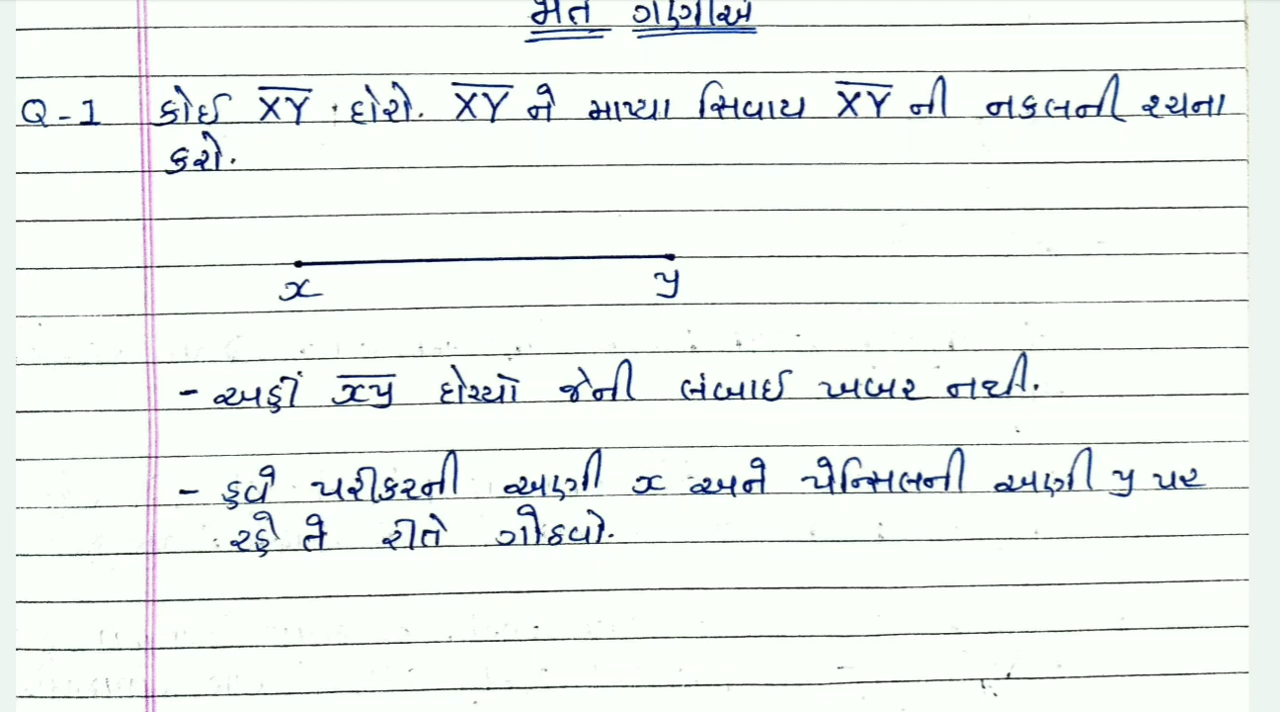 ગણીએ
Q-1 કોઈ XY દોરો. XY ને માપ્યા સિવાય XY ની નકલની રચના
કરો.
x y
- અહીં xy દોર્યો જેની લંબાઈ ખબર નથી.
- હવે પરીકરની અણી x અને પેન્સિલની અણી y પર
રહે તે રીતે ગોઠવો.